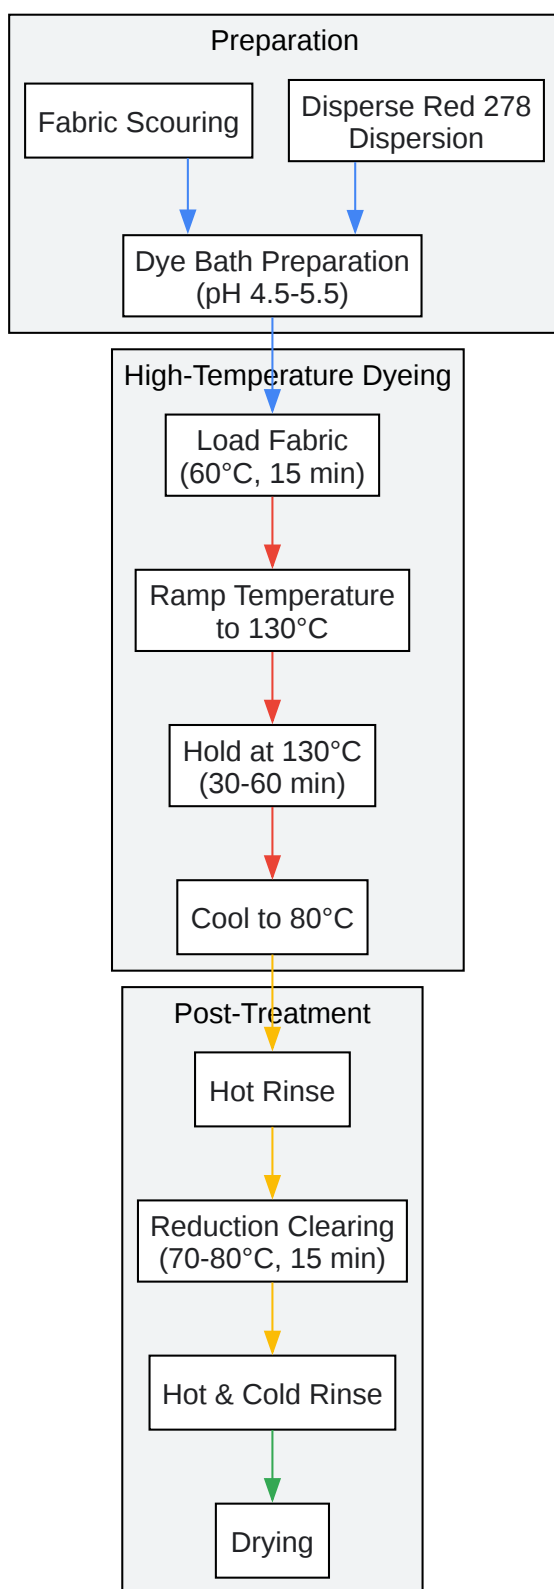 Preparation
Fabric Scouring
Disperse Red 278
Dispersion
Dye Bath Preparation
(pH 4.5-5.5)
High-Temperature Dyeing
Load Fabric
(60°C, 15 min)
Ramp Temperature
to 130°C
Hold at 130°C
(30-60 min)
Cool to 80°C
Post-Treatment
Hot Rinse
Reduction Clearing
(70-80°C, 15 min)
Hot & Cold Rinse
Drying